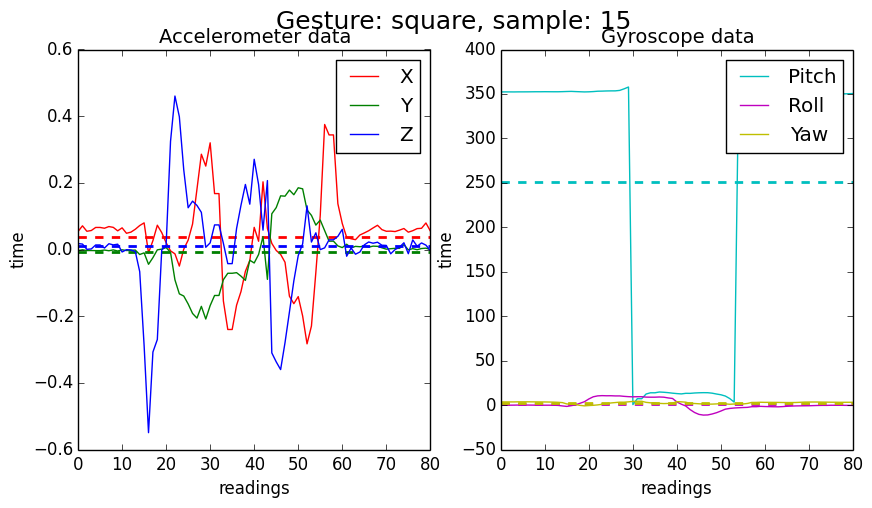 Gesture: square, sample: 15
Accelerometer data
0.6
0.4
0.2
0.0
−0.2
−0.4
−0.6
time
0 10 20 30 40 50 60 70 80
readings
X
Y
Z
Gyroscope data
400
350
300
250
200
150
100
50
0
−50
time
0 10 20 30 40 50 60 70 80
readings
Pitch
Roll
Yaw